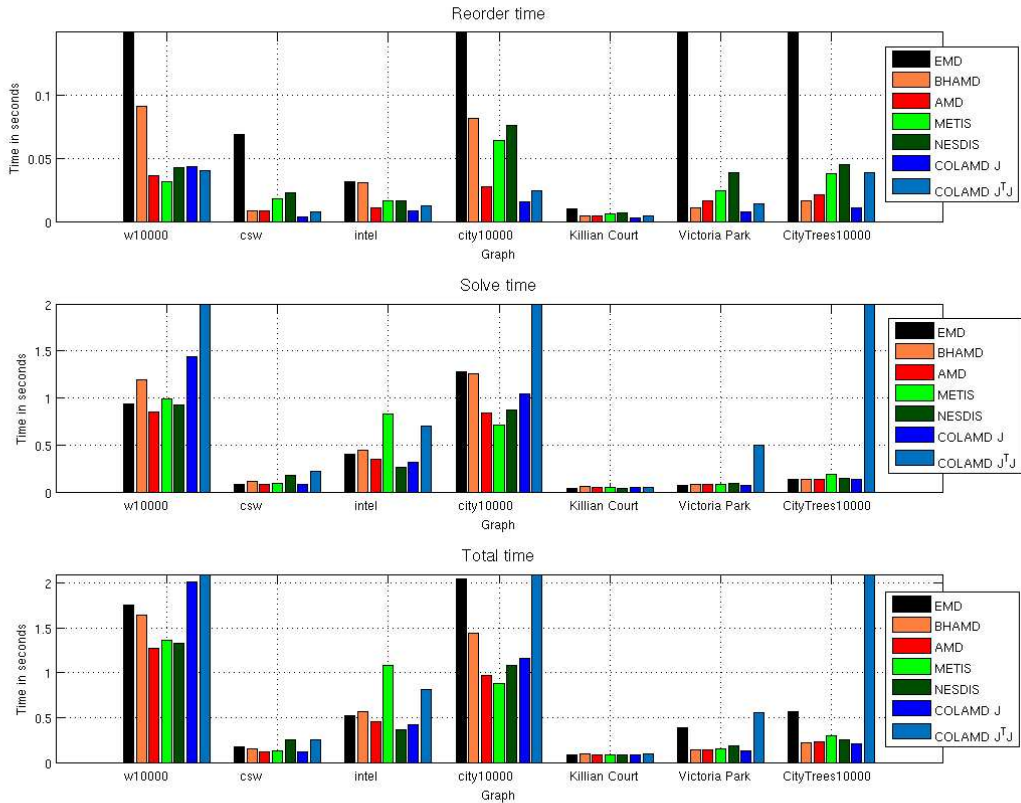 Reorder time
Time in seconds
0.1
0.05
0
w10000 csw intel city10000 Killian Court Victoria Park CityTrees10000
Graph
EMD
BHAMD
AMD
METIS
NESDIS
COLAMD J
COLAMD JᵀJ
Solve time
Time in seconds
2
1.5
1
0.5
0
w10000 csw intel city10000 Killian Court Victoria Park CityTrees10000
Graph
EMD
BHAMD
AMD
METIS
NESDIS
COLAMD J
COLAMD JᵀJ
Total time
Time in seconds
2
1.5
1
0.5
0
w10000 csw intel city10000 Killian Court Victoria Park CityTrees10000
Graph
EMD
BHAMD
AMD
METIS
NESDIS
COLAMD J
COLAMD JᵀJ